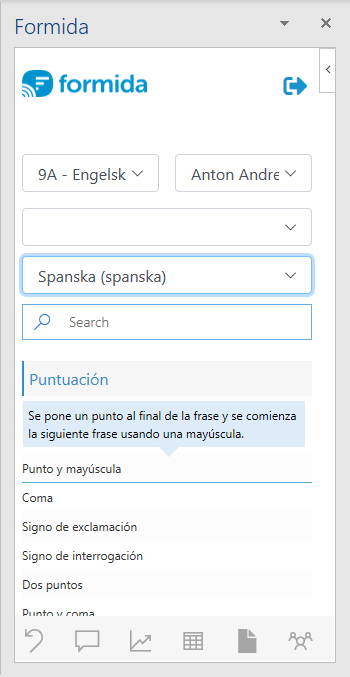 Formida
formida
9A - Engelsk
Anton Andre
Spanska (spanska)
Search
Puntuación
Se pone un punto al final de la frase y se comienza
la siguiente frase usando una mayúscula.
Punto y mayúscula
Coma
Signo de exclamación
Signo de interrogación
Dos puntos
Punto y coma